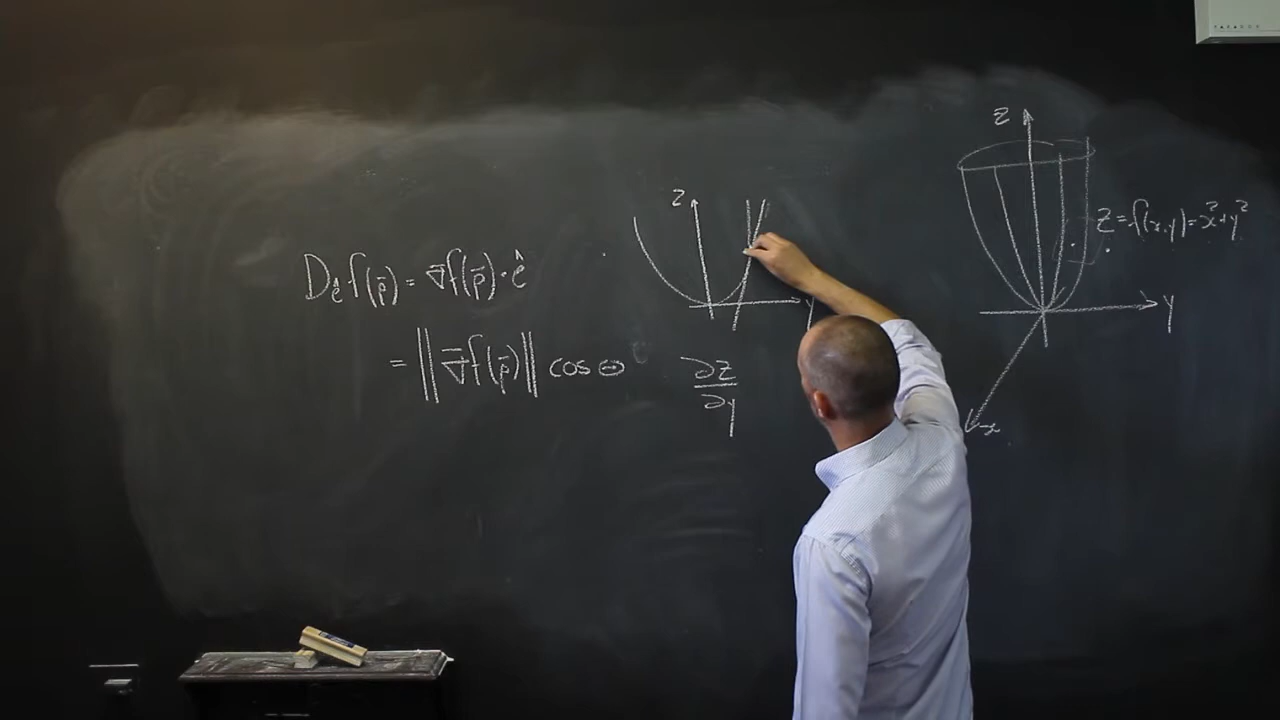 D_ê f(p̄) = ∇̄f(p̄)·ê
= ||∇̄f(p̄)|| cos θ
z
y
∂z
∂y
z
z=f(x,y)=x²+y²
y
x